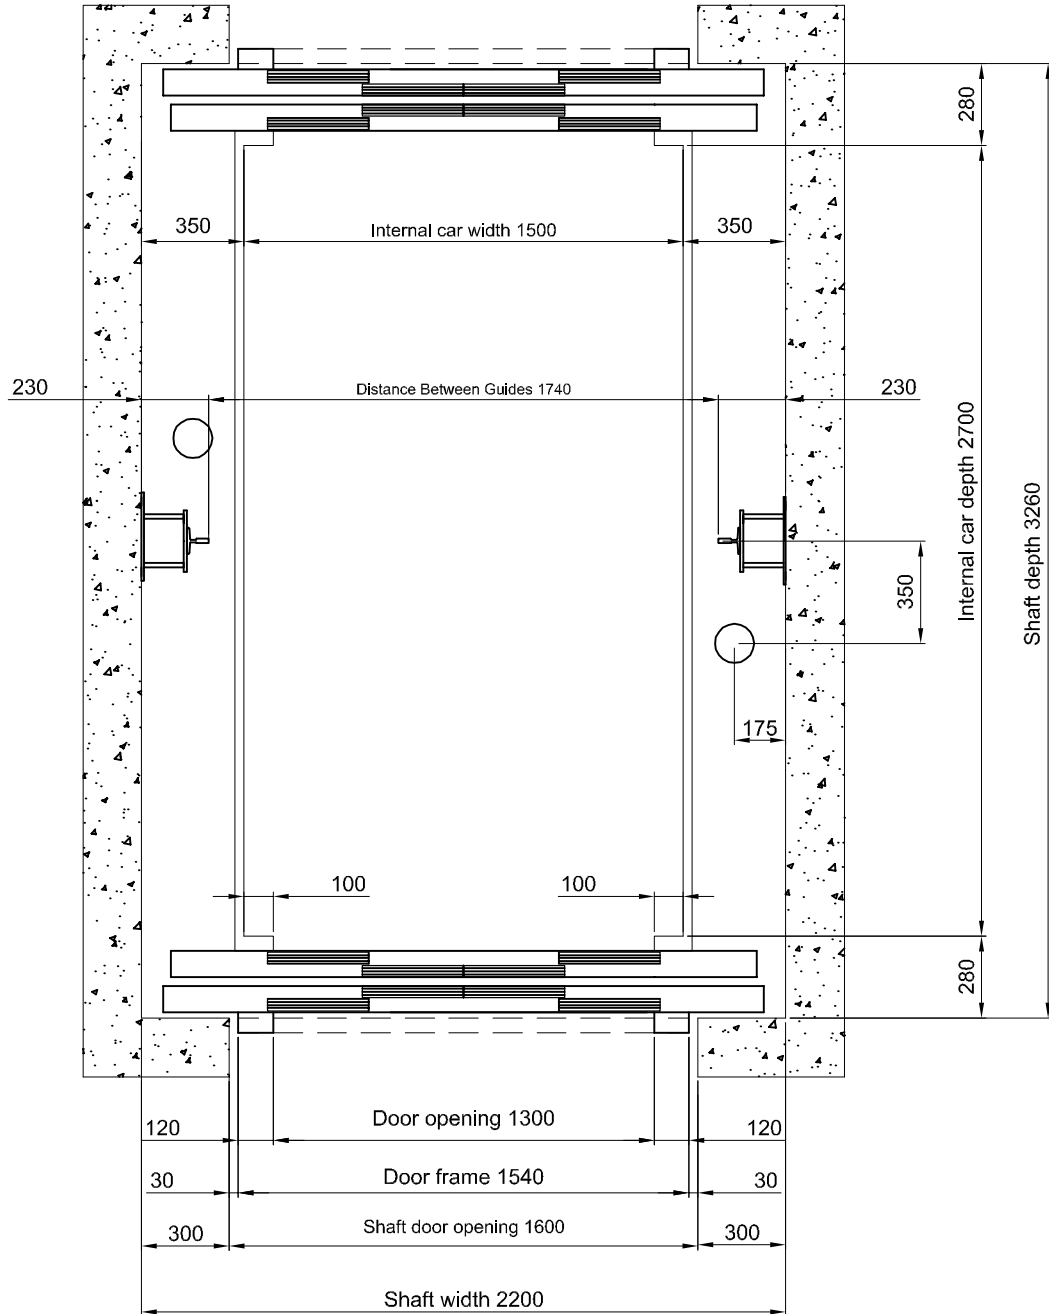 280
350
Internal car width 1500
350
230
Distance Between Guides 1740
230
Internal car depth 2700
Shaft depth 3260
350
175
100
100
280
120
Door opening 1300
120
30
Door frame 1540
30
300
Shaft door opening 1600
300
Shaft width 2200